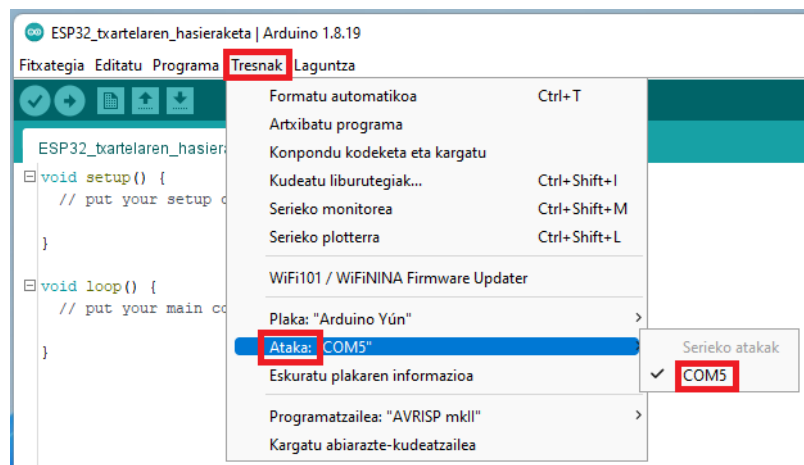 ESP32_txartelaren_hasieraketa | Arduino 1.8.19
Fitxategia Editatu Programa Tresnak Laguntza
ESP32_txartelaren_hasiera
void setup() {
// put your setup
}
void loop() {
// put your main
}
Formatu automatikoa Ctrl+T
Artxibatu programa
Konpondu kodeketa eta kargatu
Kudeatu liburutegiak... Ctrl+Shift+I
Serieko monitorea Ctrl+Shift+M
Serieko plotterra Ctrl+Shift+L
WiFi101 / WiFiNINA Firmware Updater
Plaka: "Arduino Yún"
Ataka: "COM5"
Eskuratu plakaren informazioa
Programatzailea: "AVRISP mkII"
Kargatu abiarazte-kudeatzailea
Serieko atakak
COM5